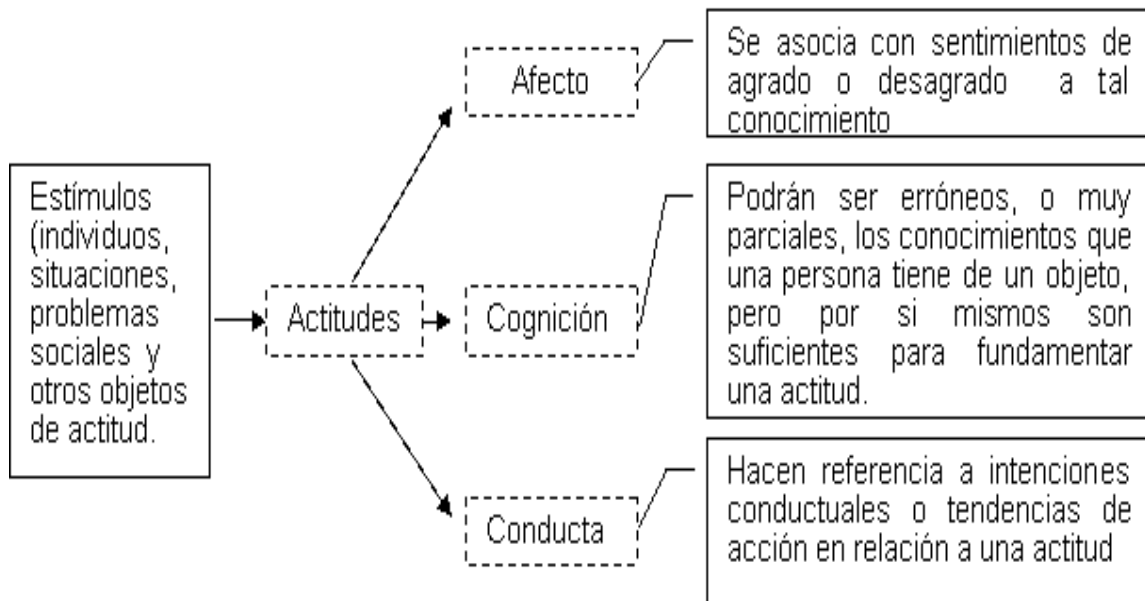 Estímulos
(individuos,
situaciones,
problemas
sociales y
otros objetos
de actitud.
Actitudes
Afecto
Se asocia con sentimientos de
agrado o desagrado a tal
conocimiento
Cognición
Podrán ser erróneos, o muy
parciales, los conocimientos que
una persona tiene de un objeto,
pero por si mismos son
suficientes para fundamentar
una actitud.
Conducta
Hacen referencia a intenciones
conductuales o tendencias de
acción en relación a una actitud